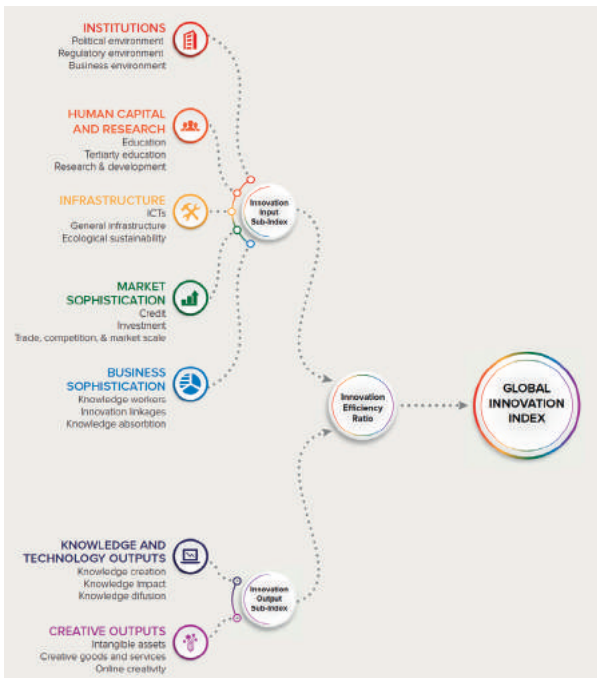 INSTITUTIONS
Political environment
Regulatory environment
Business environment
HUMAN CAPITAL
AND RESEARCH
Education
Tertiarty education
Research & development
INFRASTRUCTURE
ICTs
General infrastructure
Ecological sustainability
MARKET
SOPHISTICATION
Credit
Investment
Trade, competition, & market scale
BUSINESS
SOPHISTICATION
Knowledge workers
Innovation linkages
Knowledge absorbtion
Innovation
Input
Sub-Index
Innovation
Efficiency
Ratio
GLOBAL
INNOVATION
INDEX
KNOWLEDGE AND
TECHNOLOGY OUTPUTS
Knowledge creation
Knowledge Impact
Knowledge difusion
Innovation
Output
Sub-Index
CREATIVE OUTPUTS
Intangible assets
Creative goods and services
Online creativity